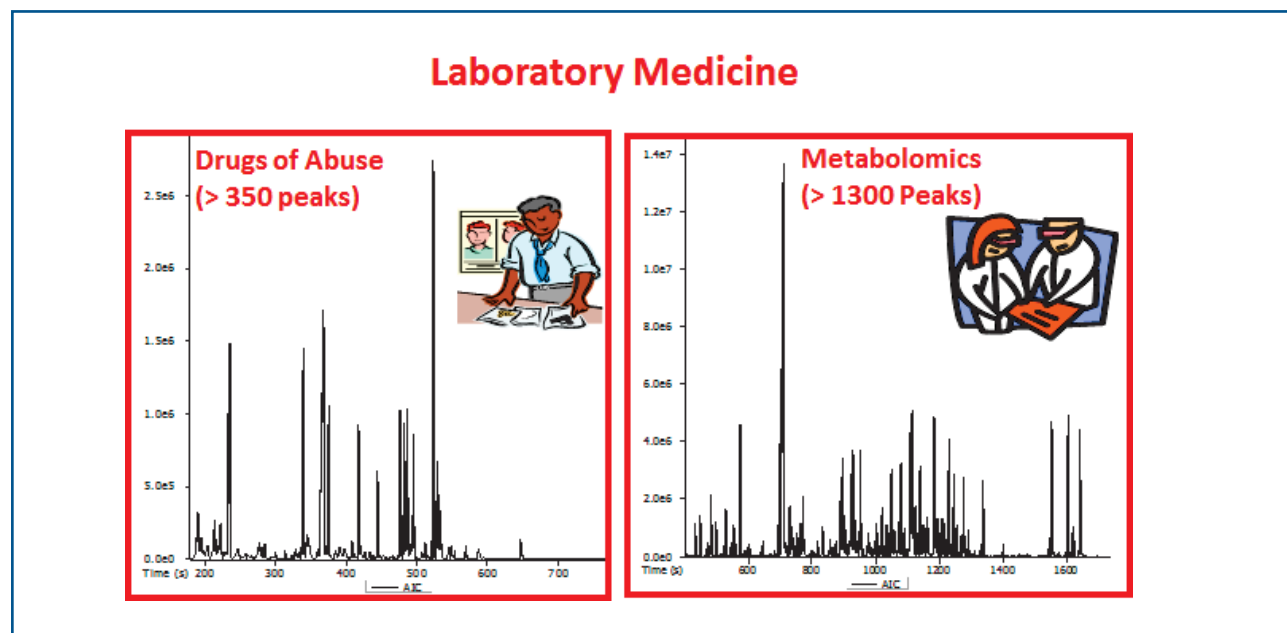 Laboratory Medicine
Drugs of Abuse
(> 350 peaks)
2.5e6
2.0e6
1.5e6
1.0e6
5.0e5
0.0e0
Time (s) 200 300 400 500 600 700
AIC
Metabolomics
(> 1300 Peaks)
1.4e7
1.2e7
1.0e7
8.0e6
6.0e6
4.0e6
2.0e6
0.0e0
Time (s) 600 800 1000 1200 1400 1600
AIC